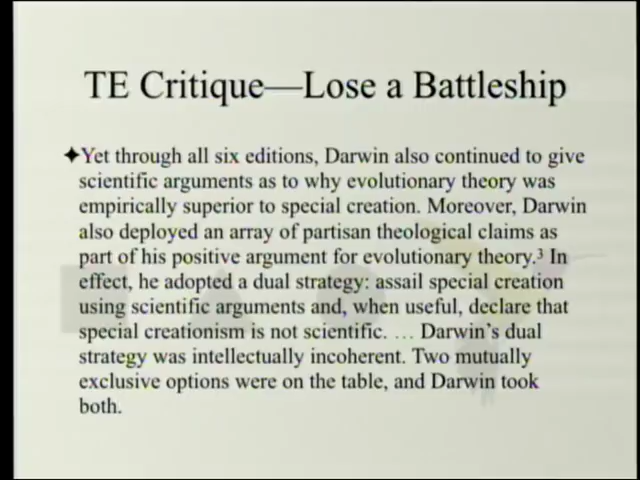 TE Critique—Lose a Battleship
✦Yet through all six editions, Darwin also continued to give
scientific arguments as to why evolutionary theory was
empirically superior to special creation. Moreover, Darwin
also deployed an array of partisan theological claims as
part of his positive argument for evolutionary theory.³ In
effect, he adopted a dual strategy: assail special creation
using scientific arguments and, when useful, declare that
special creationism is not scientific. … Darwin’s dual
strategy was intellectually incoherent. Two mutually
exclusive options were on the table, and Darwin took
both.